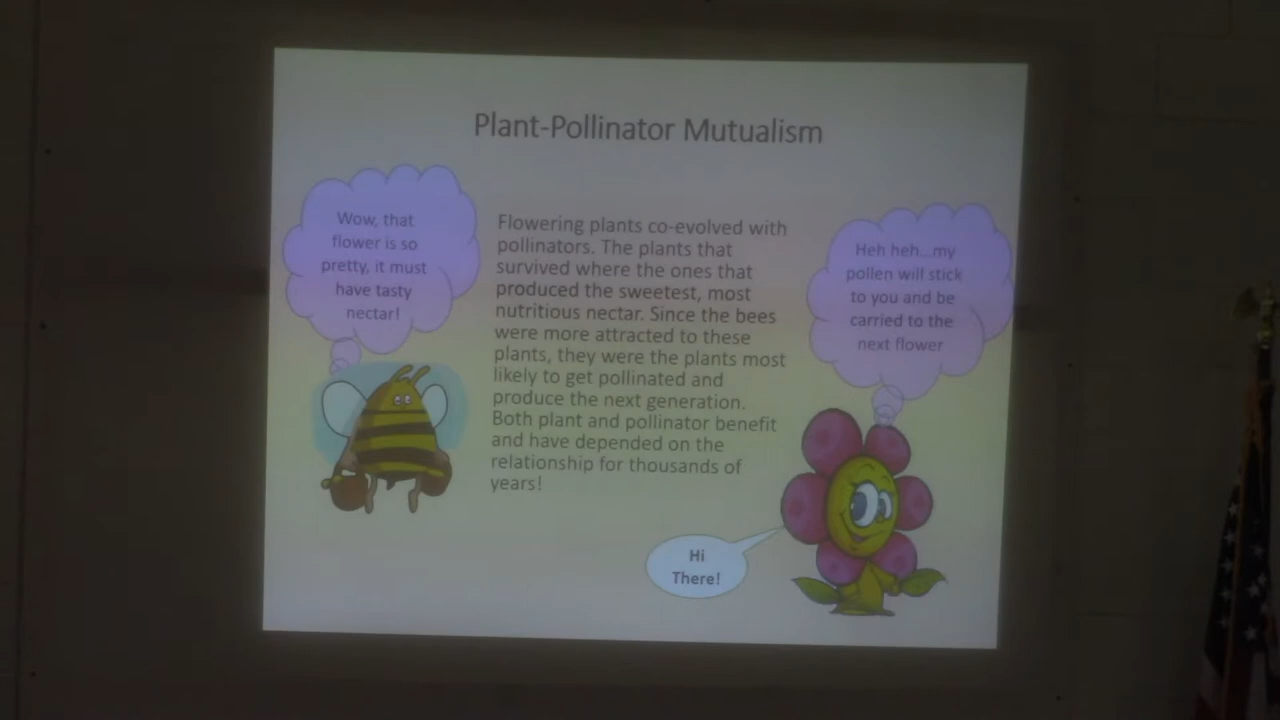 Plant-Pollinator Mutualism
Wow, that
flower is so
pretty, it must
have tasty
nectar!
Flowering plants co-evolved with
pollinators. The plants that
survived where the ones that
produced the sweetest, most
nutritious nectar. Since the bees
were more attracted to these
plants, they were the plants most
likely to get pollinated and
produce the next generation.
Both plant and pollinator benefit
and have depended on the
relationship for thousands of
years!
Heh heh...my
pollen will stick
to you and be
carried to the
next flower
Hi
There!